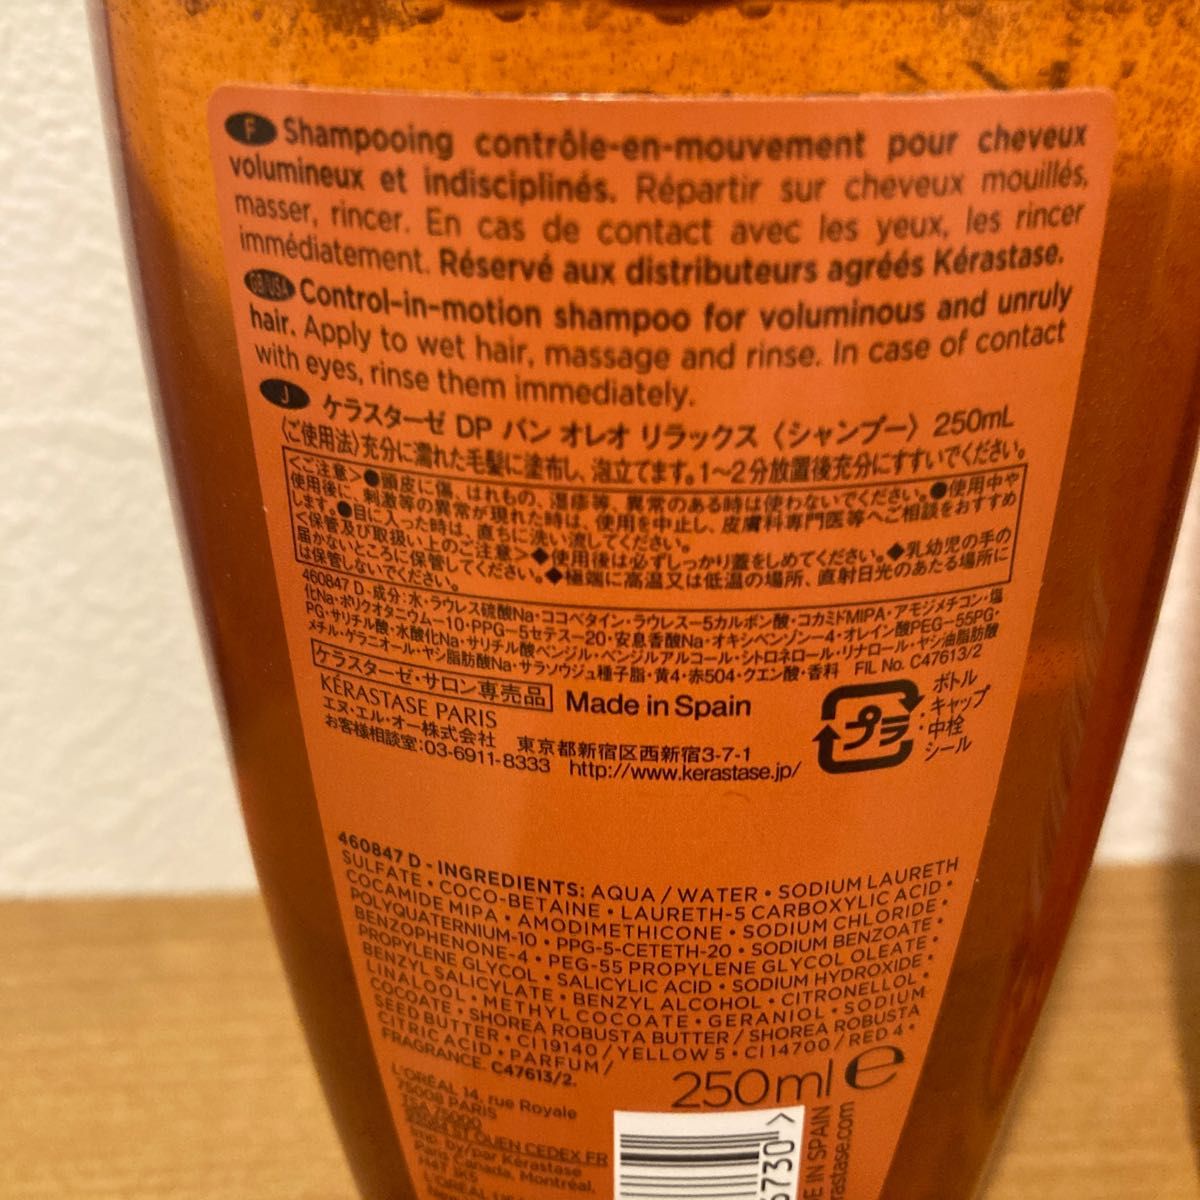 F Shampooing contrôle-en-mouvement pour cheveux
volumineux et indisciplinés. Répartir sur cheveux mouillés,
masser, rincer. En cas de contact avec les yeux, les rincer
immédiatement. Réservé aux distributeurs agréés Kérastase.
GB/USA Control-in-motion shampoo for voluminous and unruly
hair. Apply to wet hair, massage and rinse. In case of contact
with eyes, rinse them immediately.
J ケラスターゼ DP バン オレオ リラックス〈シャンプー〉250mL
〈ご使用法〉充分に濡れた毛髪に塗布し、泡立てます。1〜2分放置後充分にすすいでください。
<ご注意>●頭皮に傷、はれもの、湿疹等、異常のある時は使わないでください。●使用中や
使用後に、刺激等の異常が現れた時は、使用を中止し、皮膚科専門医等へご相談をおすすめ
します。●目に入った時は、直ちに洗い流してください。
<保管及び取扱い上のご注意>◆使用後は必ずしっかり蓋をしめてください。◆乳幼児の手の
届かないところに保管してください。◆極端に高温又は低温の場所、直射日光のあたる場所に
は保管しないでください。
460847 D・成分：水・ラウレス硫酸Na・ココベタイン・ラウレス-5カルボン酸・コカミドMIPA・アモジメチコン・塩
化Na・ポリクオタニウム-10・PPG-5セテス-20・安息香酸Na・オキシベンゾン-4・オレイン酸PEG-55PG・
PG・サリチル酸・水酸化Na・サリチル酸ベンジル・ベンジルアルコール・シトロネロール・リナロール・ヤシ油脂肪酸
メチル・ゲラニオール・ヤシ脂肪酸Na・サラソウジュ種子脂・黄4・赤504・クエン酸・香料 FIL No. C47613/2
ケラスターゼ・サロン専売品 Made in Spain
KÉRASTASE PARIS
エヌ・エル・オー株式会社 東京都新宿区西新宿3-7-1
お客様相談室:03-6911-8333 http://www.kerastase.jp/
プラ
ボトル
:キャップ
:中栓
シール
460847 D - INGREDIENTS: AQUA / WATER • SODIUM LAURETH
SULFATE • COCO-BETAINE • LAURETH-5 CARBOXYLIC ACID •
COCAMIDE MIPA • AMODIMETHICONE • SODIUM CHLORIDE •
POLYQUATERNIUM-10 • PPG-5-CETETH-20 • SODIUM BENZOATE •
BENZOPHENONE-4 • PEG-55 PROPYLENE GLYCOL OLEATE •
PROPYLENE GLYCOL • SALICYLIC ACID • SODIUM HYDROXIDE •
BENZYL SALICYLATE • BENZYL ALCOHOL • CITRONELLOL •
LINALOOL • METHYL COCOATE • GERANIOL • SODIUM
COCOATE • SHOREA ROBUSTA BUTTER / SHOREA ROBUSTA
SEED BUTTER • CI 19140 / YELLOW 5 • CI 14700 / RED 4 •
CITRIC ACID • PARFUM /
FRAGRANCE. C47613/2.
250ml e
L'ORÉAL 14, rue Royale
75008 PARIS
TSA 75000
93584 ST OUEN CEDEX FR
Imp. by/par Kérastase
Paris Canada, Montréal,
H4T 1K5
5730 >
E IN SPAIN
rastase.com